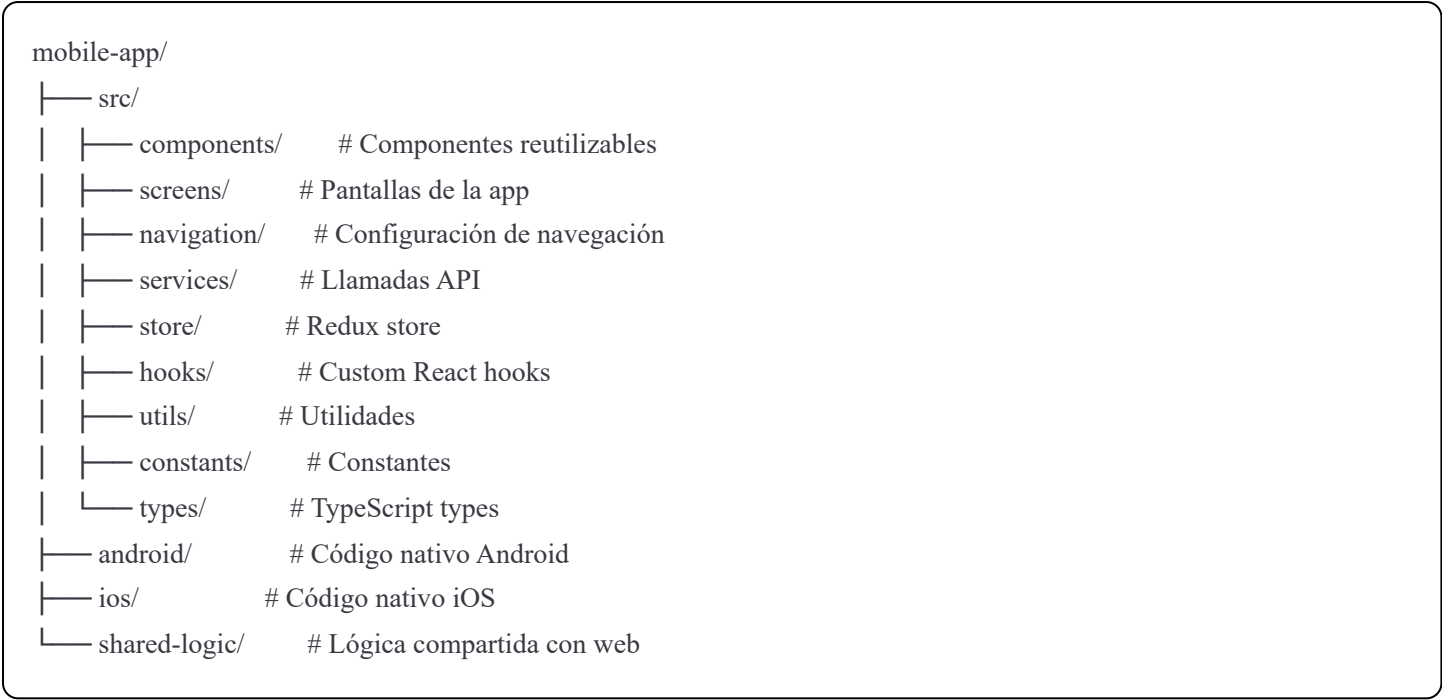 mobile-app/
├── src/
│   ├── components/        # Componentes reutilizables
│   ├── screens/          # Pantallas de la app
│   ├── navigation/       # Configuración de navegación
│   ├── services/         # Llamadas API
│   ├── store/            # Redux store
│   ├── hooks/            # Custom React hooks
│   ├── utils/            # Utilidades
│   ├── constants/        # Constantes
│   └── types/            # TypeScript types
├── android/              # Código nativo Android
├── ios/                  # Código nativo iOS
└── shared-logic/         # Lógica compartida con web